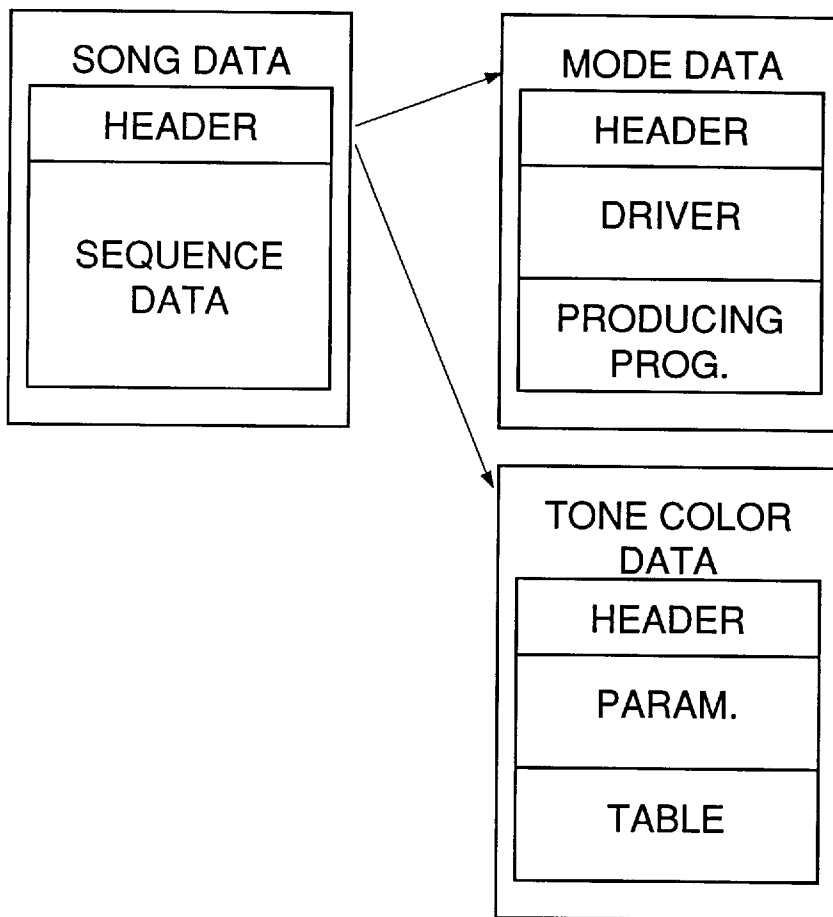 SONG DATA
HEADER
SEQUENCE
DATA
MODE DATA
HEADER
DRIVER
PRODUCING
PROG.
TONE COLOR
DATA
HEADER
PARAM.
TABLE